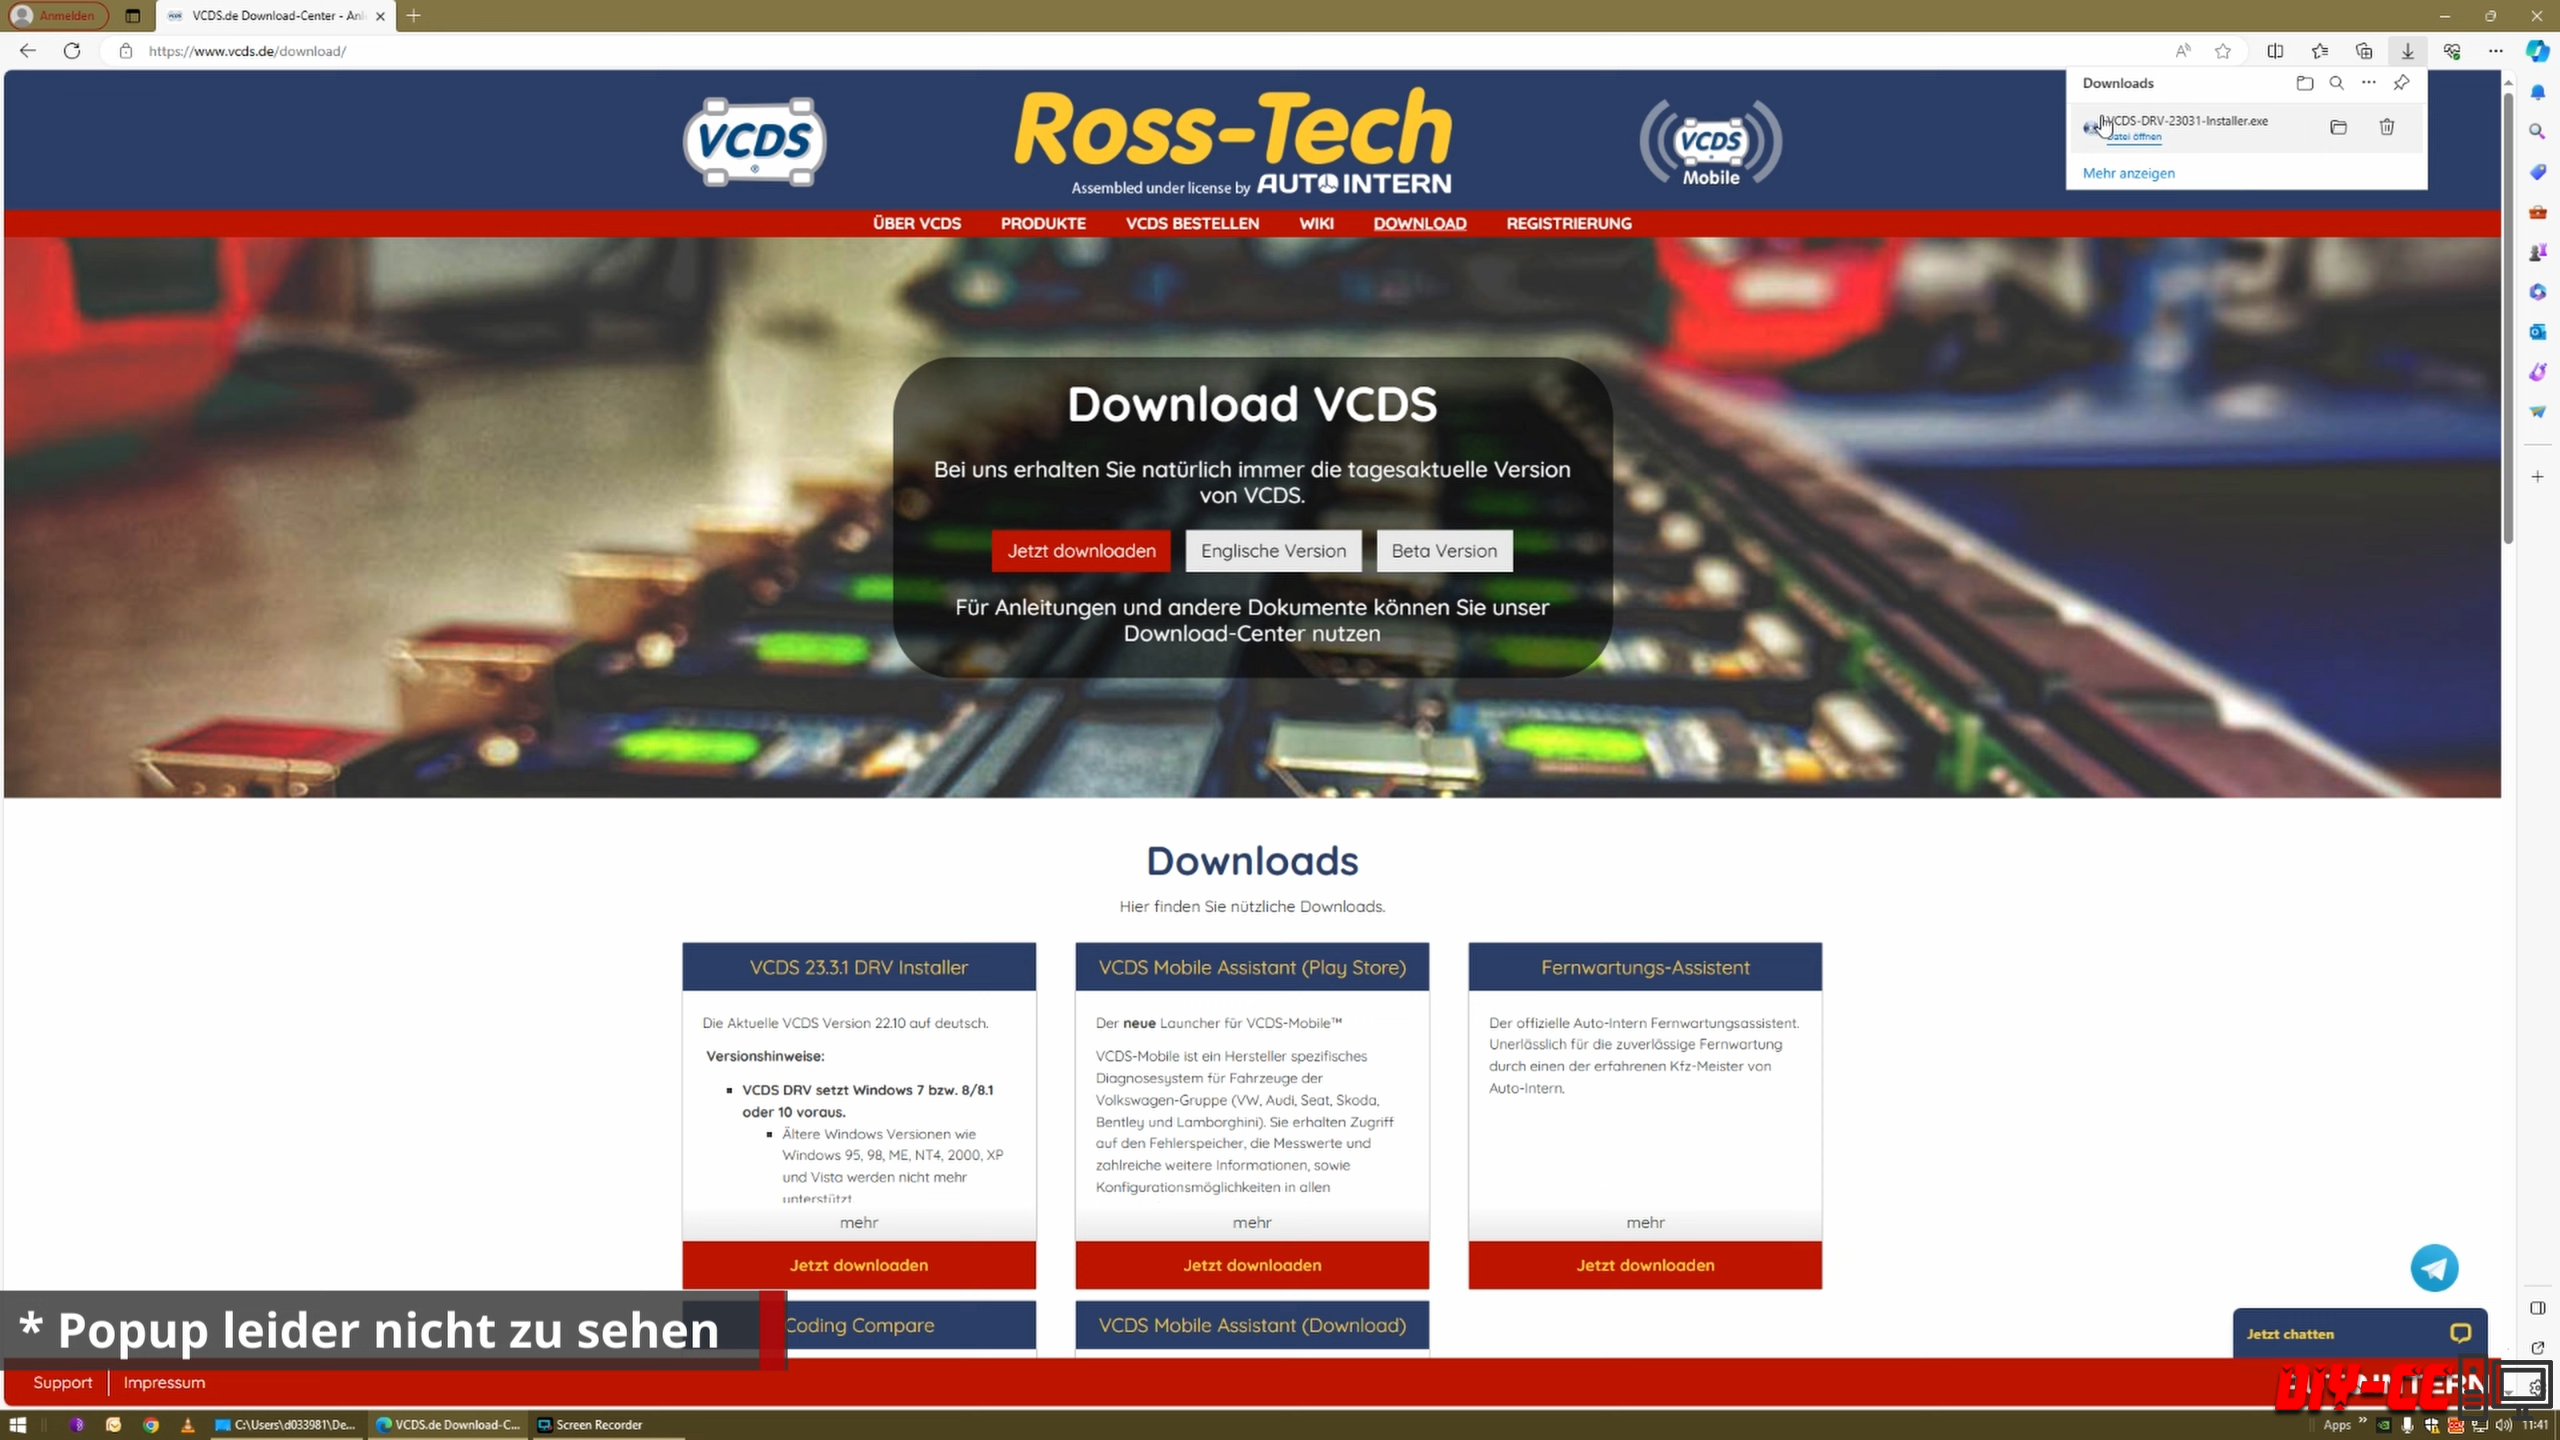 Anmelden
VCDS.de Download-Center - Anl
https://www.vcds.de/download/
Downloads
VCDS-DRV-23031-Installer.exe
Datei öffnen
Mehr anzeigen
VCDS
Ross-Tech
Assembled under license by AUTOINTERN
VCDS
Mobile
ÜBER VCDS
PRODUKTE
VCDS BESTELLEN
WIKI
DOWNLOAD
REGISTRIERUNG
Download VCDS
Bei uns erhalten Sie natürlich immer die tagesaktuelle Version
von VCDS.
Jetzt downloaden
Englische Version
Beta Version
Für Anleitungen und andere Dokumente können Sie unser
Download-Center nutzen
Downloads
Hier finden Sie nützliche Downloads.
VCDS 23.3.1 DRV Installer
Die Aktuelle VCDS Version 22.10 auf deutsch.
Versionshinweise:
VCDS DRV setzt Windows 7 bzw. 8/8.1
oder 10 voraus.
Ältere Windows Versionen wie
Windows 95, 98, ME, NT4, 2000, XP
und Vista werden nicht mehr
unterstützt
mehr
Jetzt downloaden
VCDS Mobile Assistant (Play Store)
Der neue Launcher für VCDS-Mobile™
VCDS-Mobile ist ein Hersteller spezifisches
Diagnosesystem für Fahrzeuge der
Volkswagen-Gruppe (VW, Audi, Seat, Skoda,
Bentley und Lamborghini). Sie erhalten Zugriff
auf den Fehlerspeicher, die Messwerte und
zahlreiche weitere Informationen, sowie
Konfigurationsmöglichkeiten in allen
mehr
Jetzt downloaden
Fernwartungs-Assistent
Der offizielle Auto-Intern Fernwartungsassistent.
Unerlässlich für die zuverlässige Fernwartung
durch einen der erfahrenen Kfz-Meister von
Auto-Intern.
mehr
Jetzt downloaden
* Popup leider nicht zu sehen
Coding Compare
VCDS Mobile Assistant (Download)
Jetzt chatten
Support
Impressum
C:\Users\d033981\De...
VCDS.de Download-C...
Screen Recorder
Apps
11:41